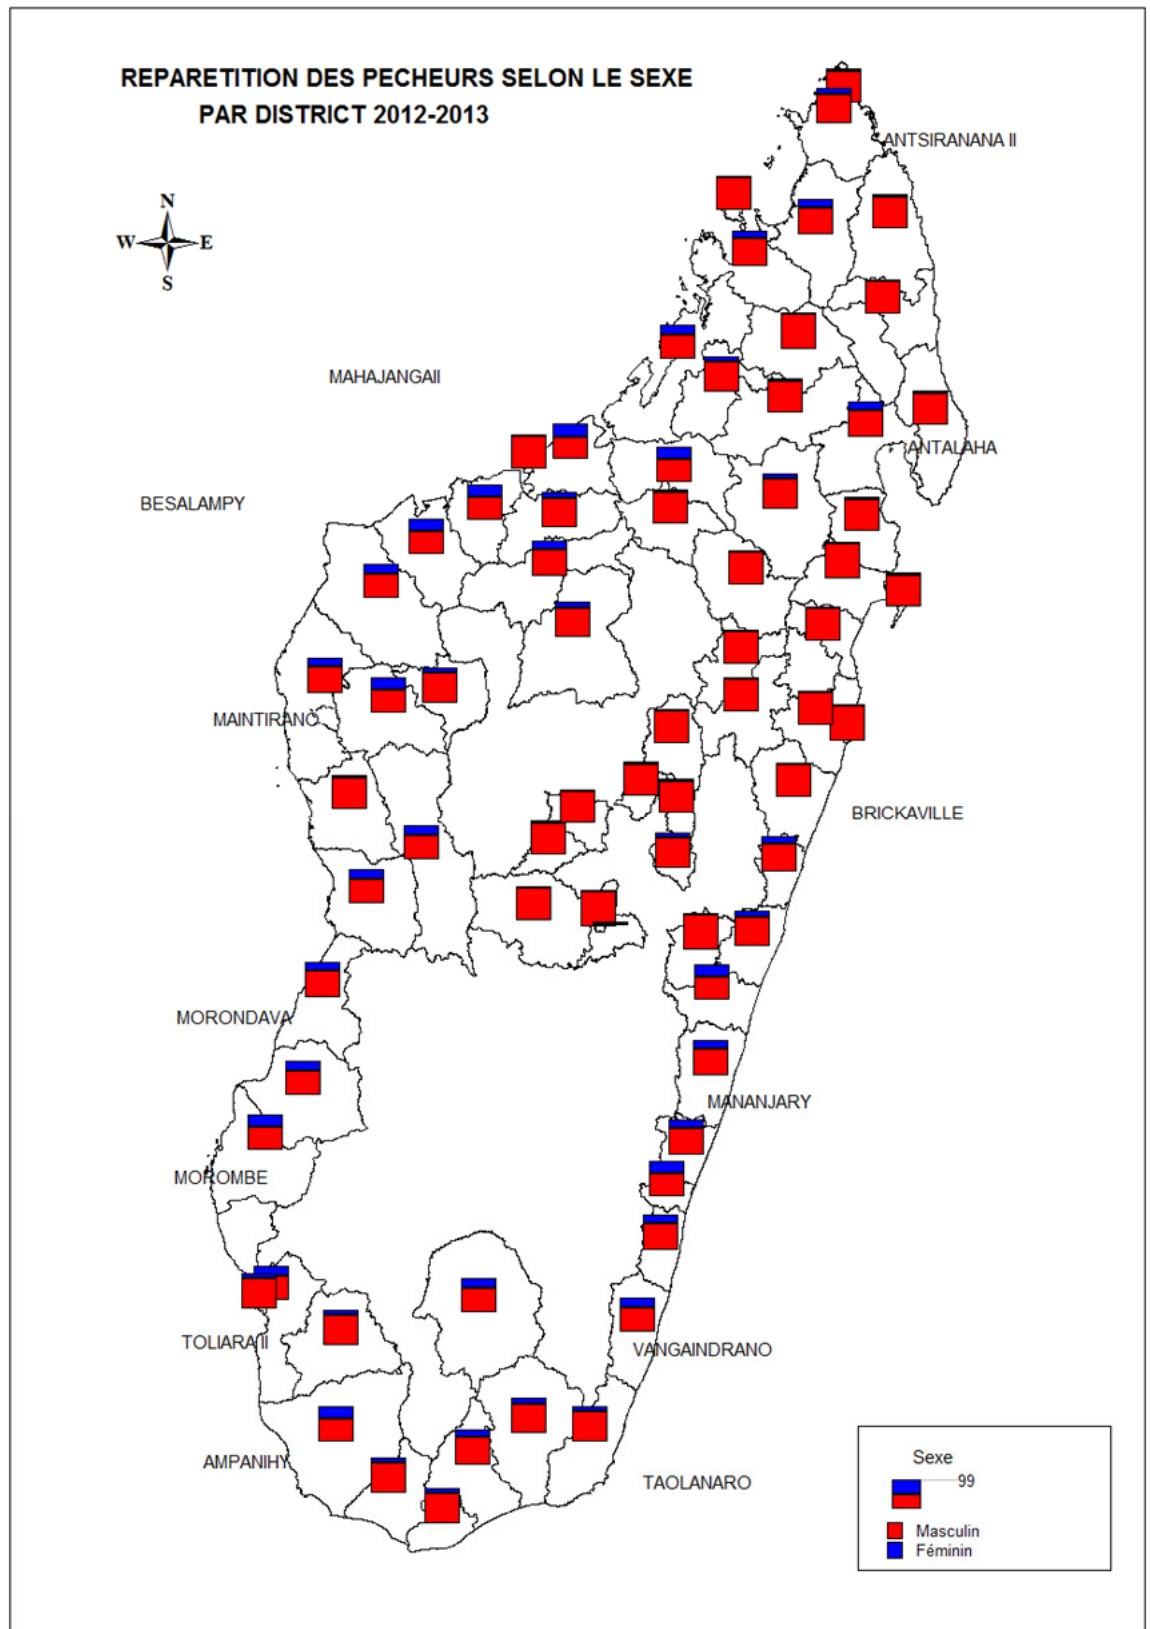 REPARETITION DES PECHEURS SELON LE SEXE
PAR DISTRICT 2012-2013
ANTSIRANANA II
N
W E
S
MAHAJANGAII
ANTALAHA
BESALAMPY
MAINTIRANO
BRICKAVILLE
MORONDAVA
MANANJARY
MOROMBE
TOLIARA II
VANGAINDRANO
AMPANIHY
TAOLANARO
Sexe
99
Masculin
Féminin